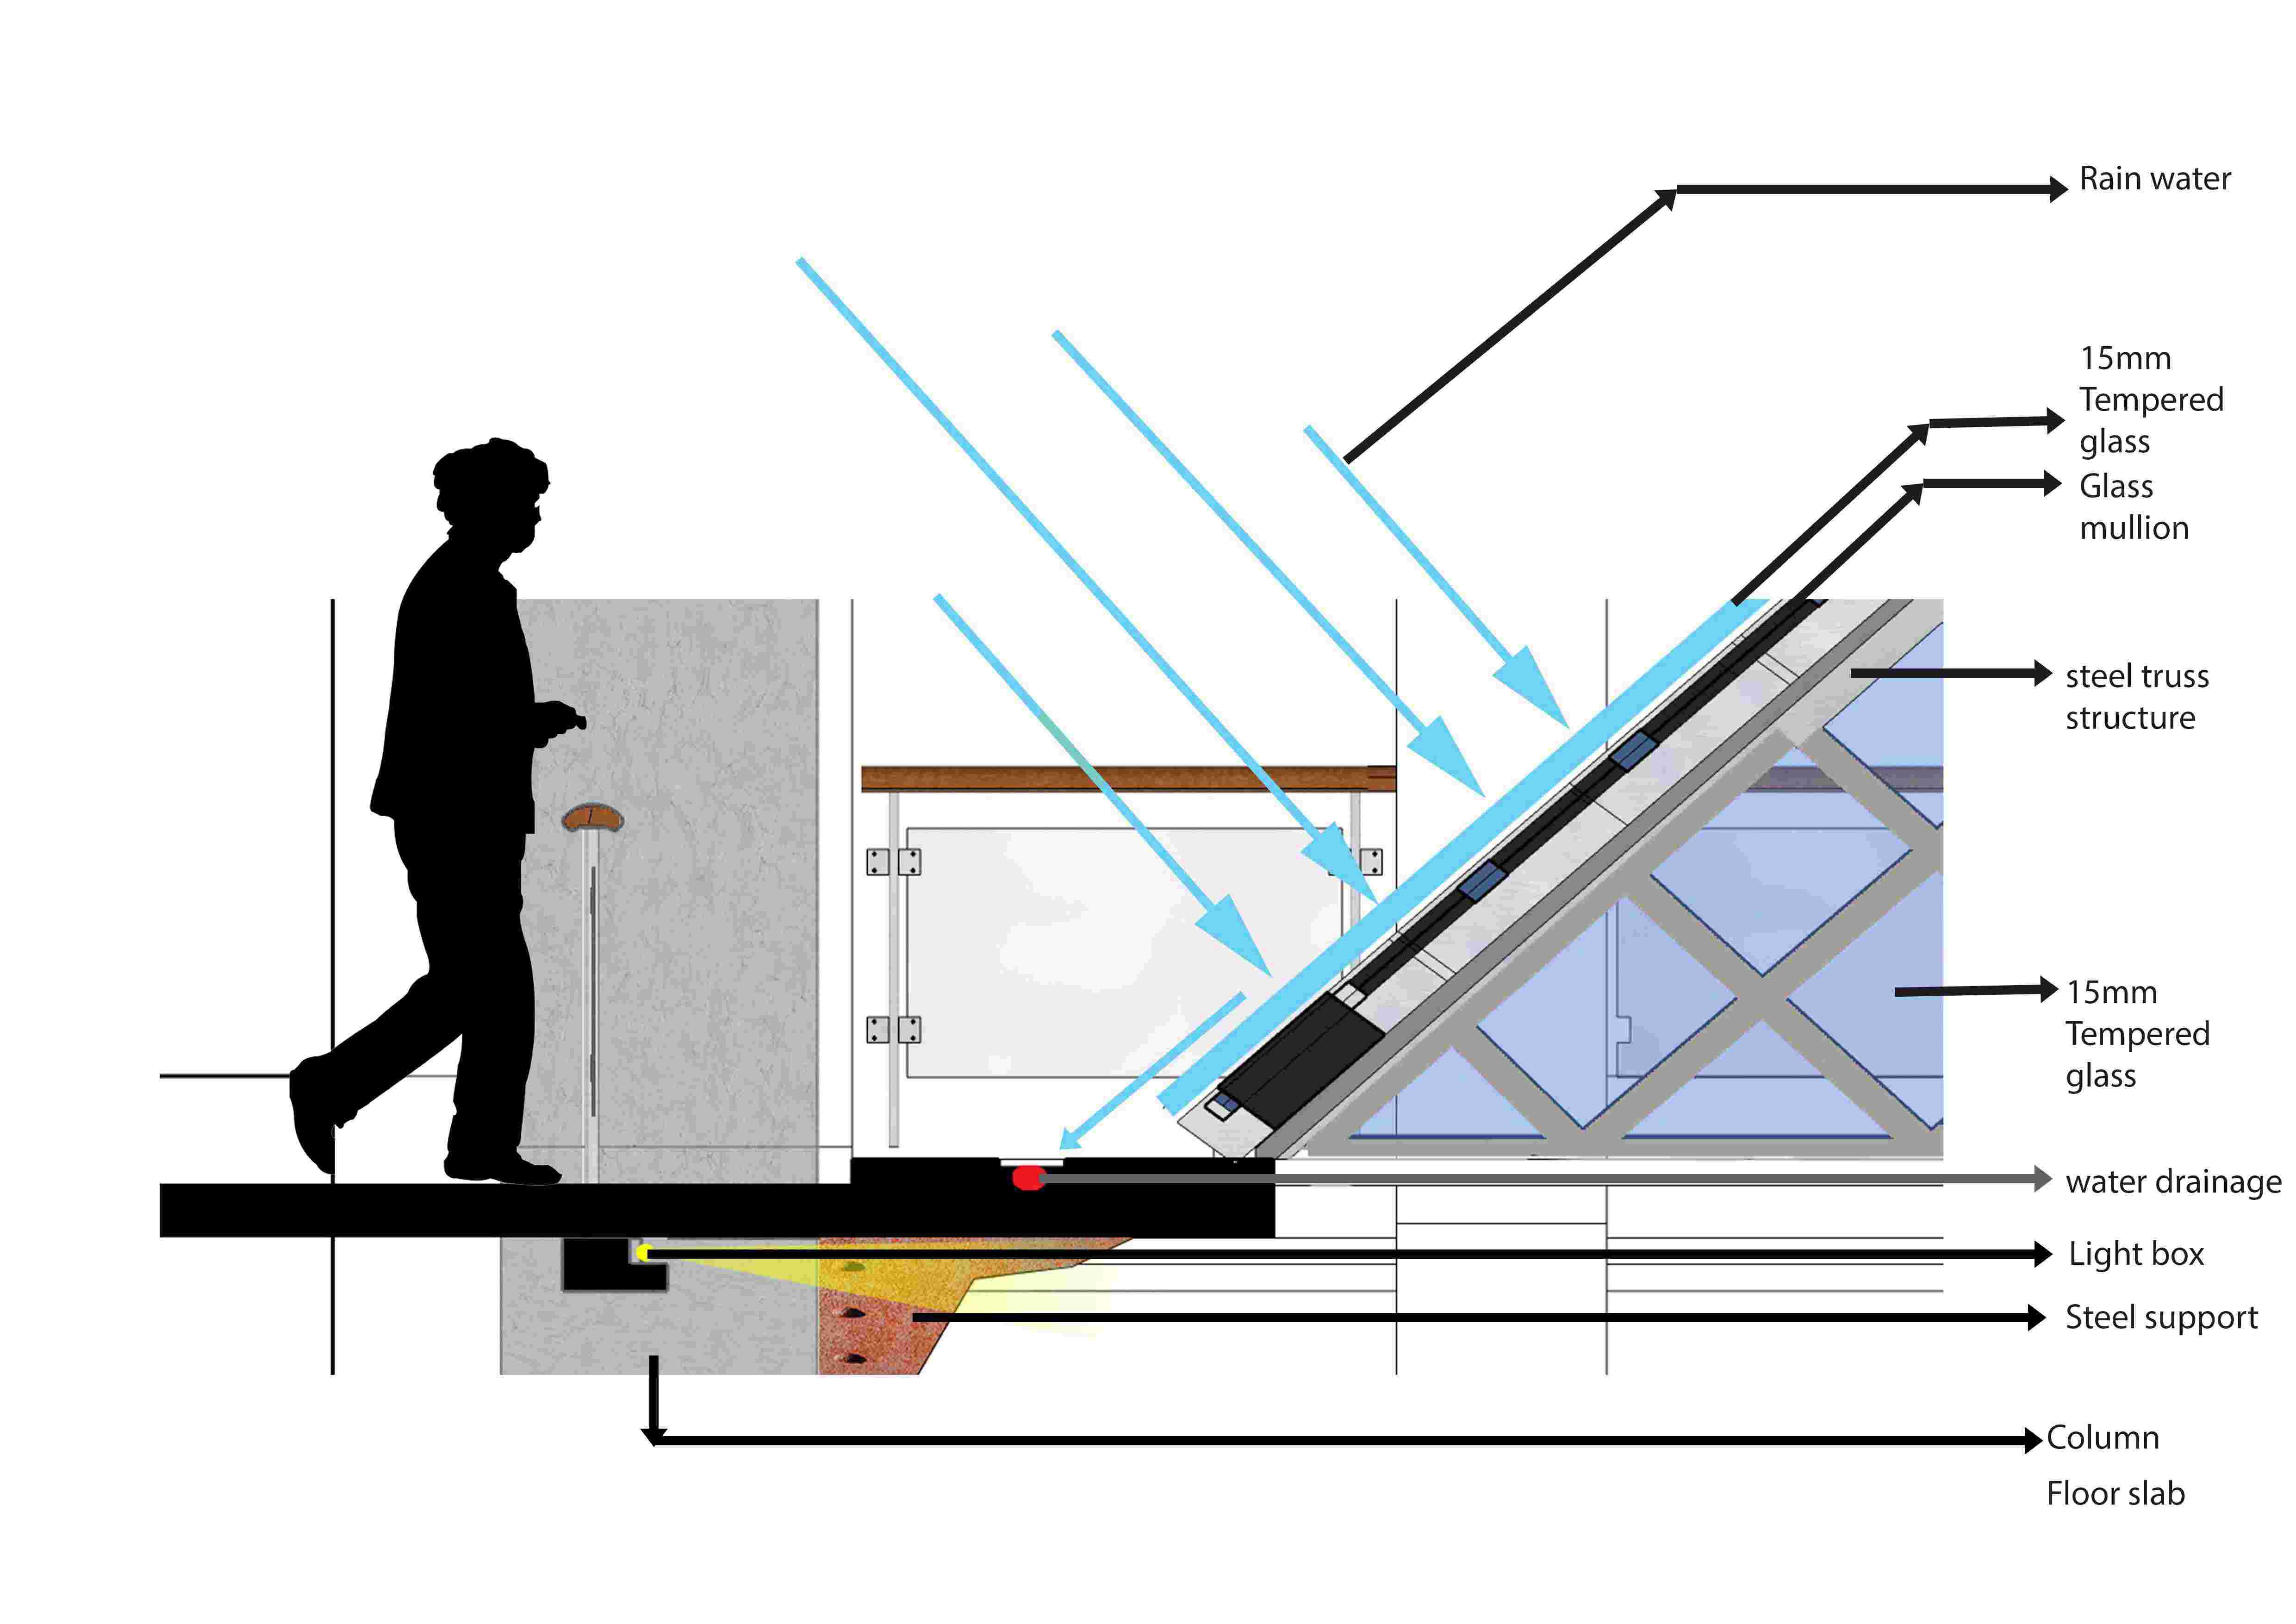 Rain water
15mm
Tempered
glass
Glass
mullion
steel truss
structure
15mm
Tempered
glass
water drainage
Light box
Steel support
Column
Floor slab